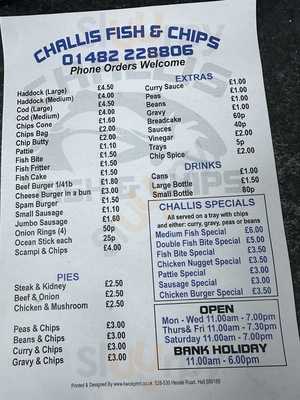 CHALLIS FISH & CHIPS
01482 228806
Phone Orders Welcome
Haddock (Large) £4.50
Haddock (Medium) £4.00
Cod (Large) £4.50
Cod (Medium) £4.00
Chips Cone £1.60
Chips Bag £2.00
Chip Butty £2.00
Pattie £1.10
Fish Bite £1.50
Fish Fritter £1.50
Fish Cake £1.50
Beef Burger 1/4lb £1.80
Cheese Burger in a bun £3.00
Spam Burger £1.50
Small Sausage £1.10
Jumbo Sausage £1.60
Onion Rings (4) 50p
Ocean Stick each 25p
Scampi & Chips £4.00
PIES
Steak & Kidney £2.50
Beef & Onion £2.50
Chicken & Mushroom £2.50
Peas & Chips £3.00
Beans & Chips £3.00
Curry & Chips £3.00
Gravy & Chips £3.00
EXTRAS
Curry Sauce £1.00
Peas £1.00
Beans £1.00
Gravy £1.00
Breadcake 60p
Sauces 40p
Vinegar £2.00
Trays 5p
Chip Spice £2.00
DRINKS
Cans £1.00
Large Bottle £1.50
Small Bottle 80p
CHALLIS SPECIALS
All served on a tray with chips
and either: curry, gravy, peas or beans
Medium Fish Special £6.00
Double Fish Bite Special £5.00
Fish Bite Special £3.50
Chicken Nugget Special £3.50
Pattie Special £3.00
Sausage Special £3.00
Chicken Burger Special £3.50
OPEN
Mon - Wed 11.00am - 7.00pm
Thurs& Fri 11.00am - 7.30pm
Saturday 11.00am - 7.00pm
BANK HOLIDAY
11.00am - 6.00pm